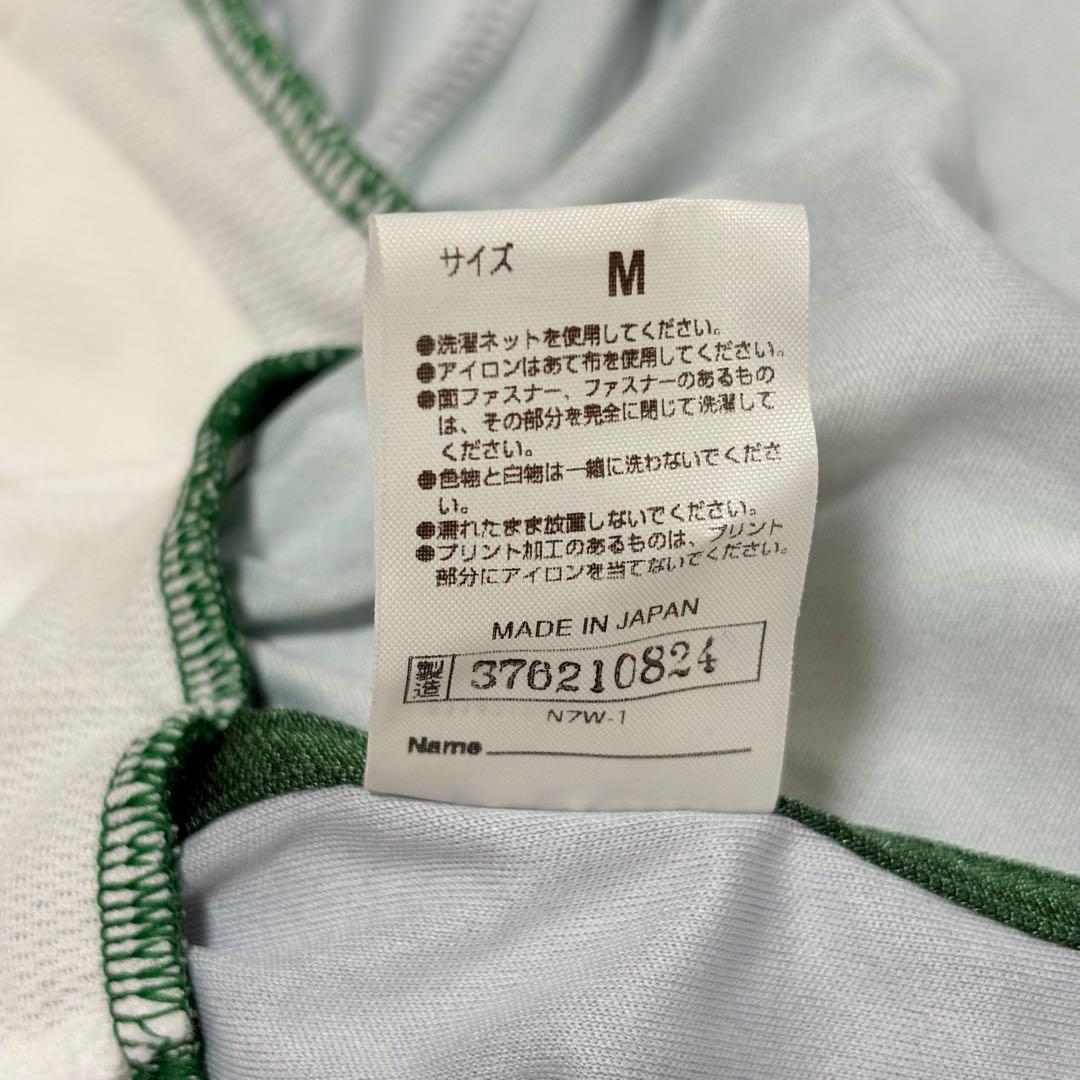 サイズ M
●洗濯ネットを使用してください。
●アイロンはあて布を使用してください。
●面ファスナー、ファスナーのあるもの
は、その部分を完全に閉じて洗濯して
ください。
●色物と白物は一緒に洗わないでくださ
い。
●濡れたまま放置しないでください。
●プリント加工のあるものは、プリント
部分にアイロンを当てないでください。
MADE IN JAPAN
製造 376210824
N7W-1
Name